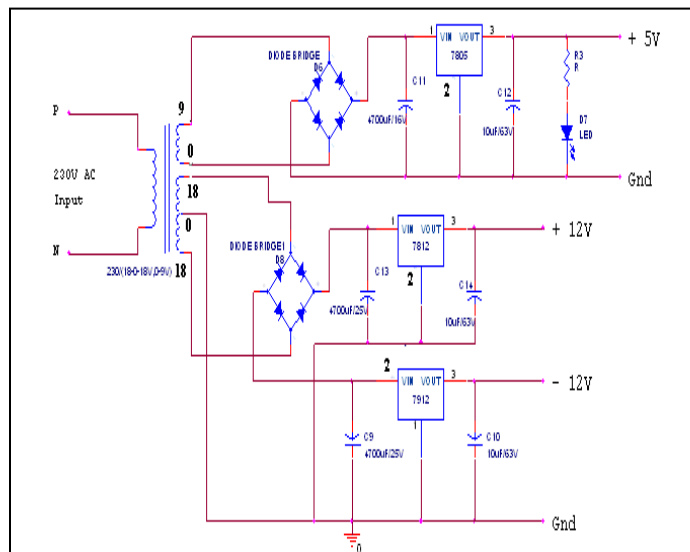 DIODE BRIDGE
D6
1 VIN VOUT 3
7805
2
+ 5V
C11
4700uF/16V
C12
10uF/63V
R3
R
D7
LED
Gnd
P
9
0
230V AC
Input
18
0
18
N
230/(18-0-18V,0-9V)
DIODE BRIDGE1
D8
1 VIN VOUT 3
7812
2
+ 12V
C13
4700uF/25V
C14
10uF/63V
2 VIN VOUT 3
7912
1
- 12V
C9
4700uF/25V
C10
10uF/63V
Gnd
0